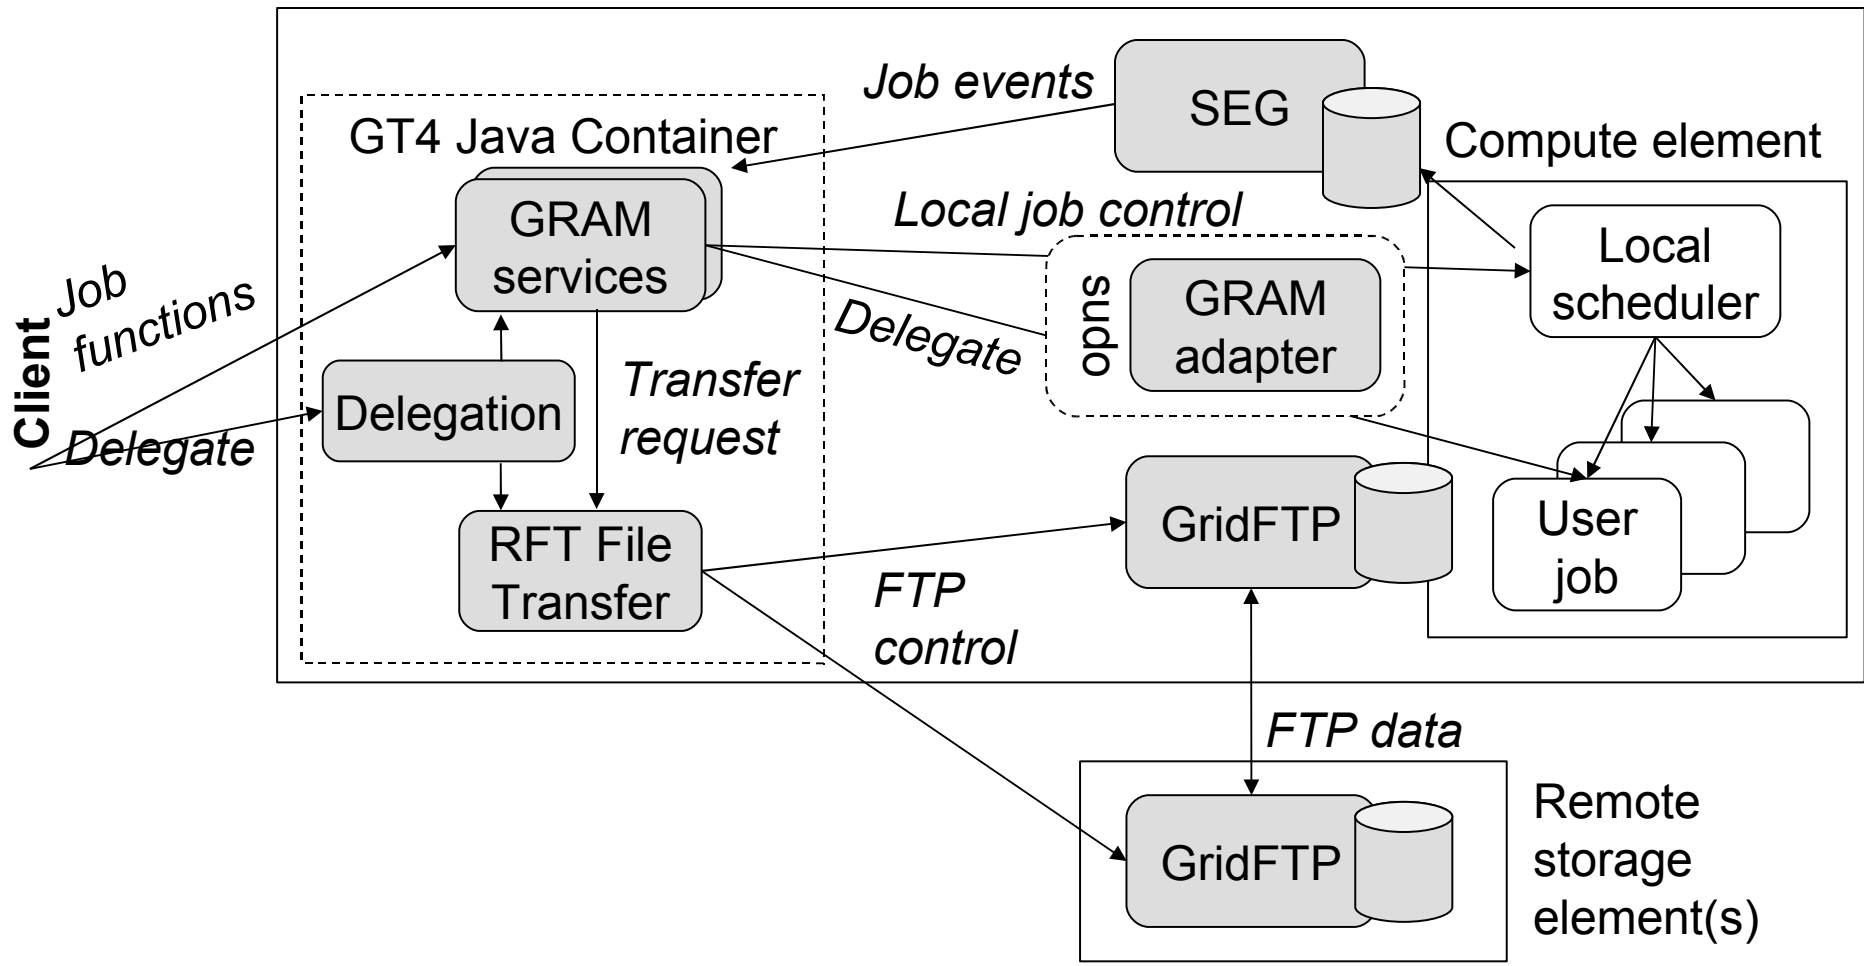 Job events
SEG
Compute element
GT4 Java Container
GRAM
services
Local job control
Local
scheduler
sudo
GRAM
adapter
Delegate
Client
Job
functions
Delegate
Delegation
Transfer
request
RFT File
Transfer
GridFTP
User
job
FTP
control
FTP data
GridFTP
Remote
storage
element(s)